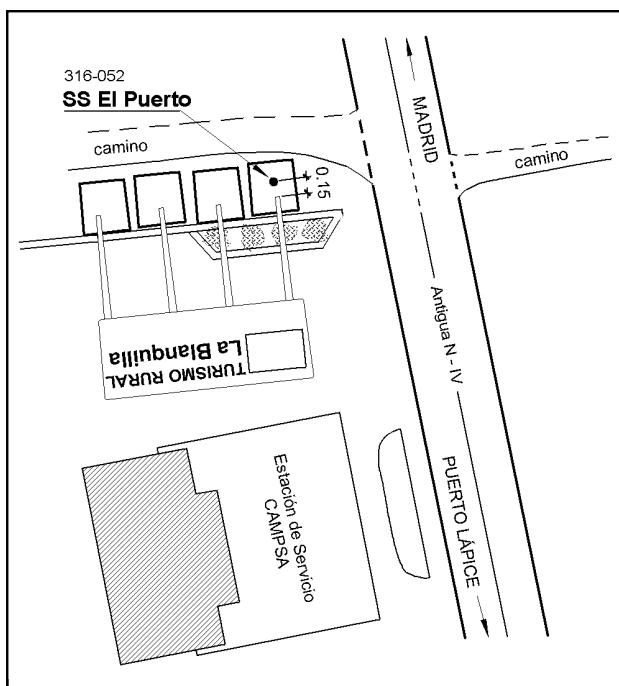 316-052
SS El Puerto
camino
0.15
MADRID
camino
Antigua N - IV
TURISMO RURAL
La Blanquilla
Estación de Servicio
CAMPSA
PUERTO LÁPICE